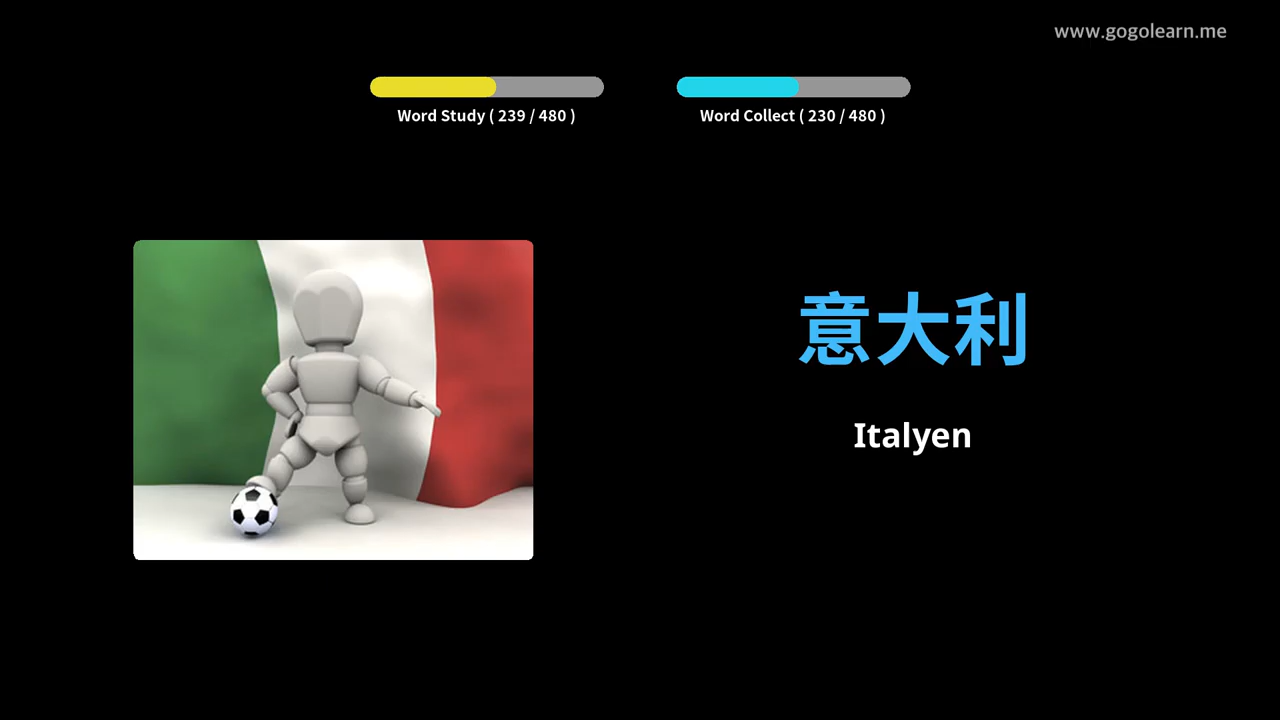 www.gogolearn.me
Word Study ( 239 / 480 )
Word Collect ( 230 / 480 )
意大利
Italyen